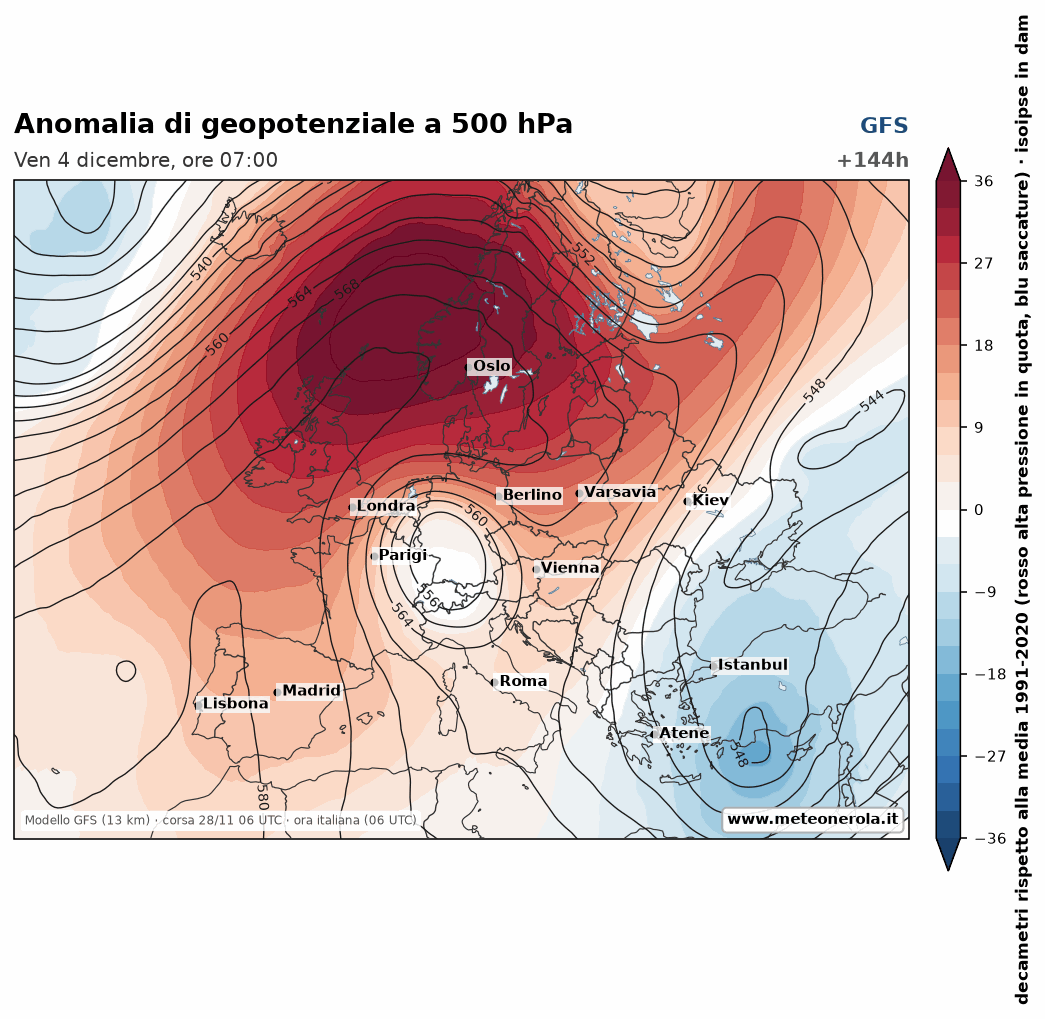 Anomalia di geopotenziale a 500 hPa
GFS
Ven 4 dicembre, ore 07:00
+144h
540
564
568
560
552
548
544
Oslo
Londra
Berlino
Varsavia
Kiev
560
Parigi
Vienna
564
Istanbul
Roma
Madrid
Lisbona
Atene
548
580
Modello GFS (13 km) · corsa 28/11 06 UTC · ora italiana (06 UTC)
www.meteonerola.it
36
27
18
9
0
−9
−18
−27
−36
decametri rispetto alla media 1991-2020 (rosso alta pressione in quota, blu saccature) · isoipse in dam